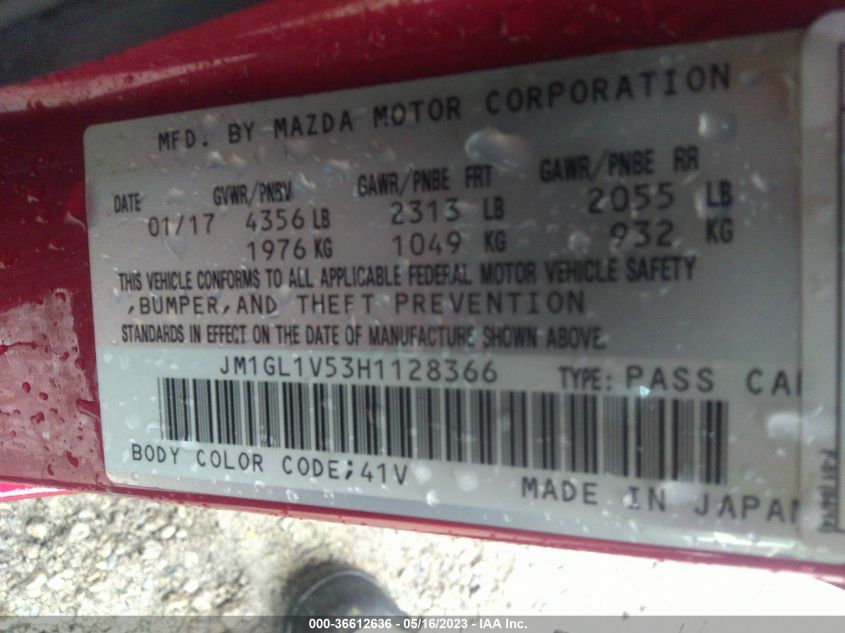 MFD. BY MAZDA MOTOR CORPORATION
DATE GVWR/PNBV GAWR/PNBE FRT GAWR/PNBE RR
01/17 4356 LB 2313 LB 2055 LB
1976 KG 1049 KG 932 KG
THIS VEHICLE CONFORMS TO ALL APPLICABLE FEDERAL MOTOR VEHICLE SAFETY
,BUMPER,AND THEFT PREVENTION
STANDARDS IN EFFECT ON THE DATE OF MANUFACTURE SHOWN ABOVE.
JM1GL1V53H1128366 TYPE: PASS CA
BODY COLOR CODE;41V
MADE IN JAPAN
000-36612636 - 05/16/2023 - IAA Inc.